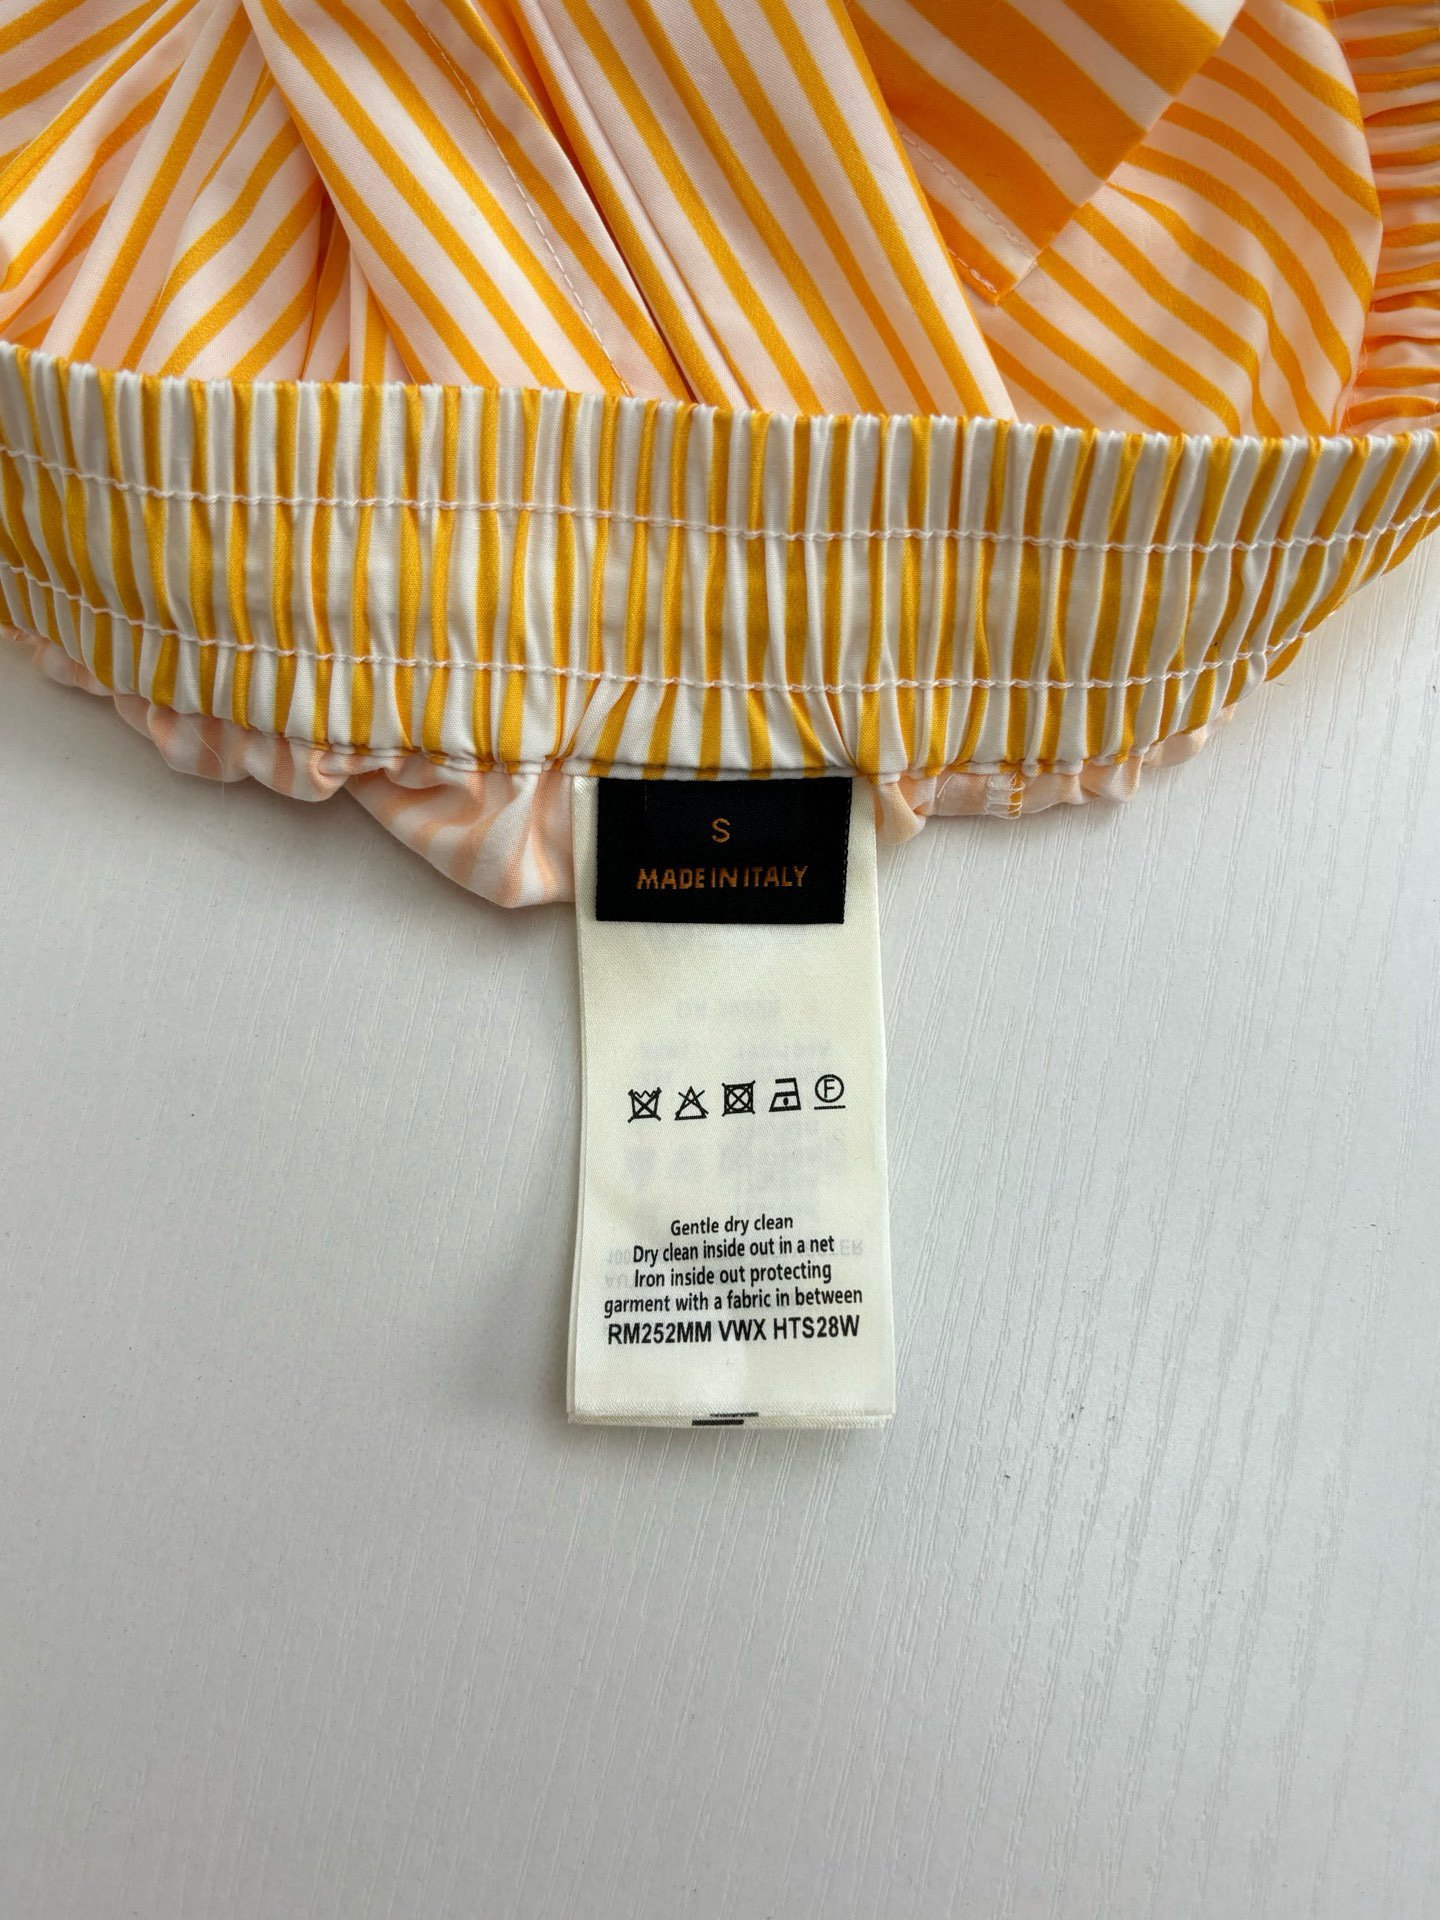 S
MADE IN ITALY
F
Gentle dry clean
Dry clean inside out in a net
Iron inside out protecting
garment with a fabric in between
RM252MM VWX HTS28W